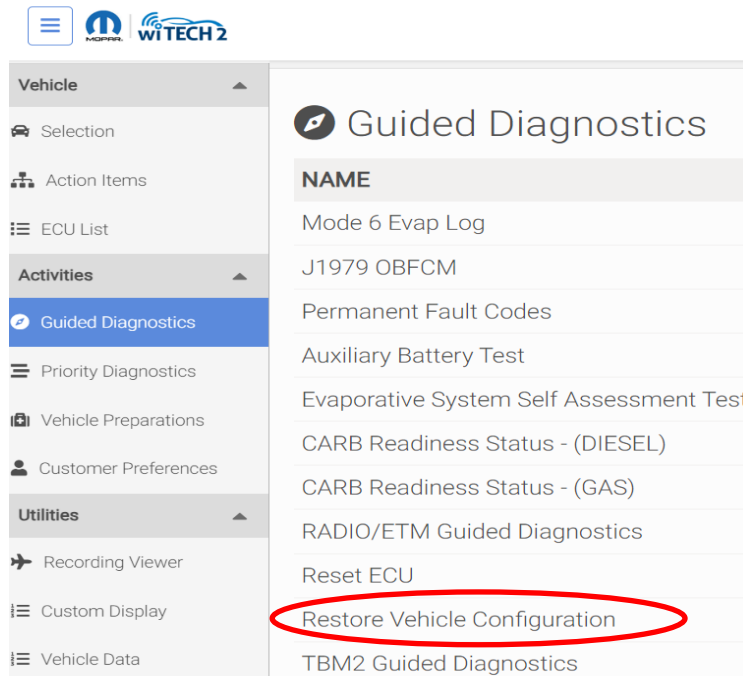 MOPAR.
wiTECH2
Vehicle
Selection
Action Items
ECU List
Activities
Guided Diagnostics
Priority Diagnostics
Vehicle Preparations
Customer Preferences
Utilities
Recording Viewer
Custom Display
Vehicle Data
Guided Diagnostics
NAME
Mode 6 Evap Log
J1979 OBFCM
Permanent Fault Codes
Auxiliary Battery Test
Evaporative System Self Assessment Test
CARB Readiness Status - (DIESEL)
CARB Readiness Status - (GAS)
RADIO/ETM Guided Diagnostics
Reset ECU
Restore Vehicle Configuration
TBM2 Guided Diagnostics